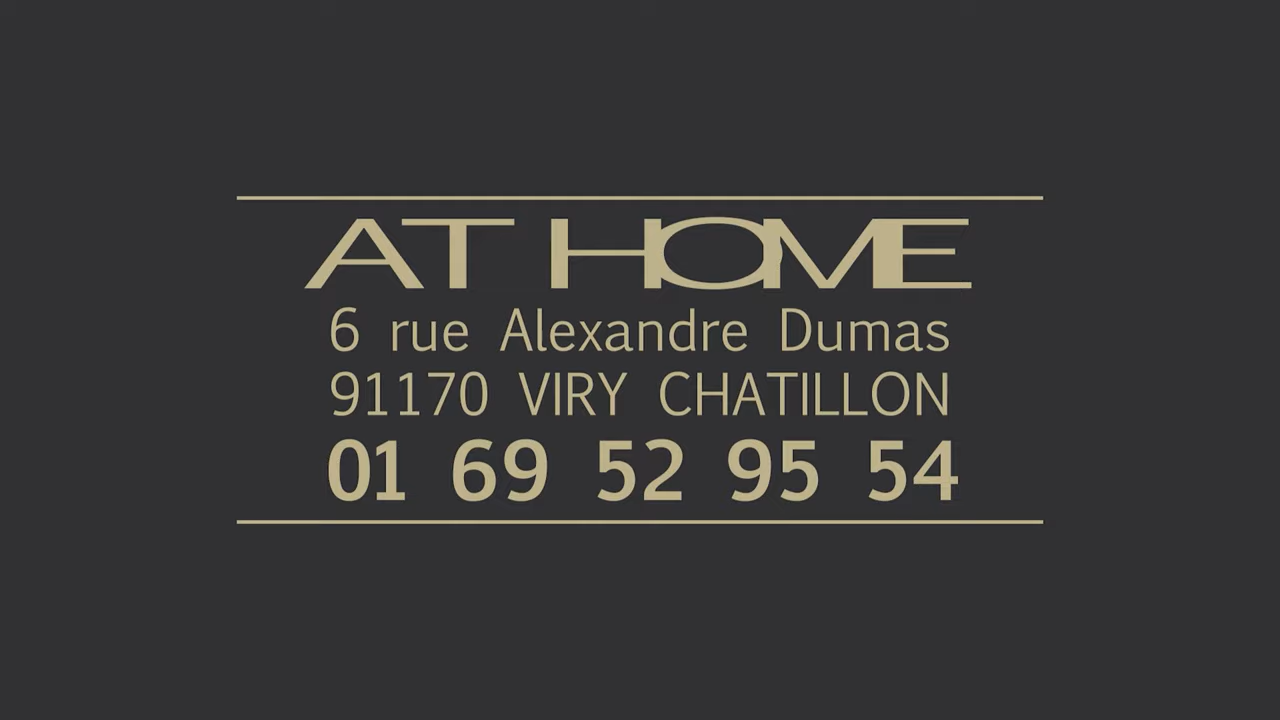 AT HOME
6 rue Alexandre Dumas
91170 VIRY CHATILLON
01 69 52 95 54